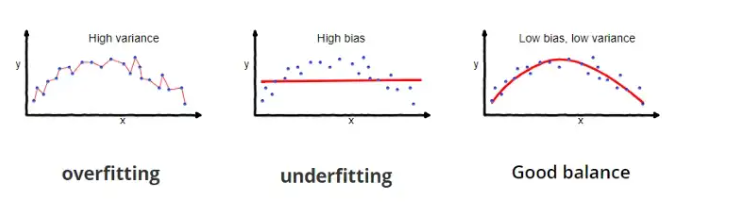 High variance
y
x
overfitting
High bias
y
x
underfitting
Low bias, low variance
y
x
Good balance